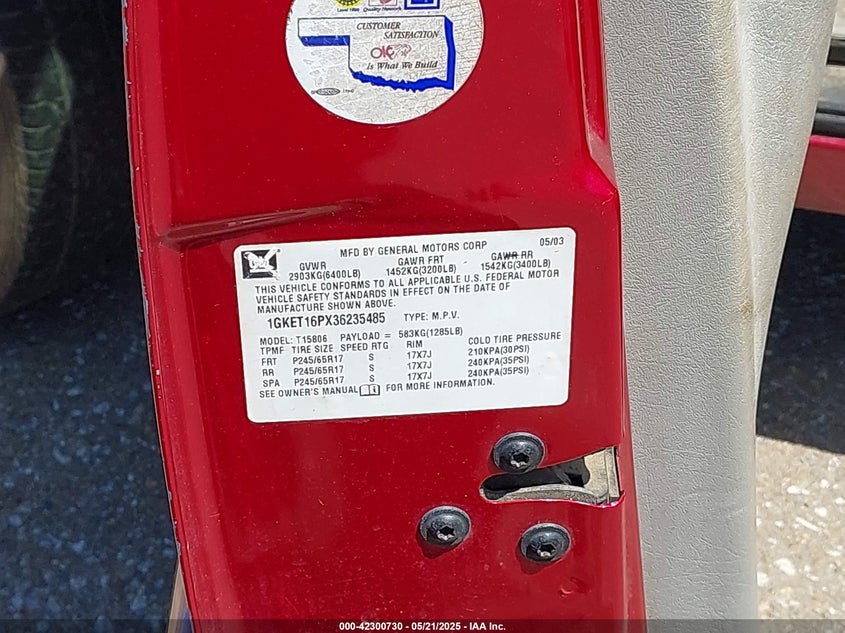 Quality Network
CUSTOMER
SATISFACTION
OKC
is What We Build
MFD BY GENERAL MOTORS CORP 05/03
GVWR GAWR FRT GAWR RR
2903KG(6400LB) 1452KG(3200LB) 1542KG(3400LB)
THIS VEHICLE CONFORMS TO ALL APPLICABLE U.S. FEDERAL MOTOR
VEHICLE SAFETY STANDARDS IN EFFECT ON THE DATE OF
MANUFACTURE SHOWN ABOVE.
1GKET16PX36235485 TYPE: M.P.V.
MODEL: T15806 PAYLOAD = 583KG(1285LB)
TPMF TIRE SIZE SPEED RTG RIM COLD TIRE PRESSURE
FRT P245/65R17 S 17X7J 210KPA(30PSI)
RR P245/65R17 S 17X7J 240KPA(35PSI)
SPA P245/65R17 S 17X7J 240KPA(35PSI)
SEE OWNER'S MANUAL FOR MORE INFORMATION.
000-42300730 - 05/21/2025 - IAA Inc.